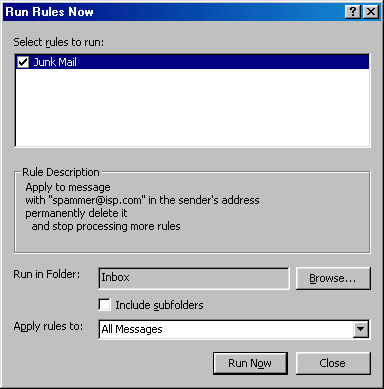 Run Rules Now
Select rules to run:
Junk Mail
Rule Description
Apply to message
with "spammer@isp.com" in the sender's address
permanently delete it
and stop processing more rules
Run in Folder: Inbox Browse...
Include subfolders
Apply rules to: All Messages
Run Now Close